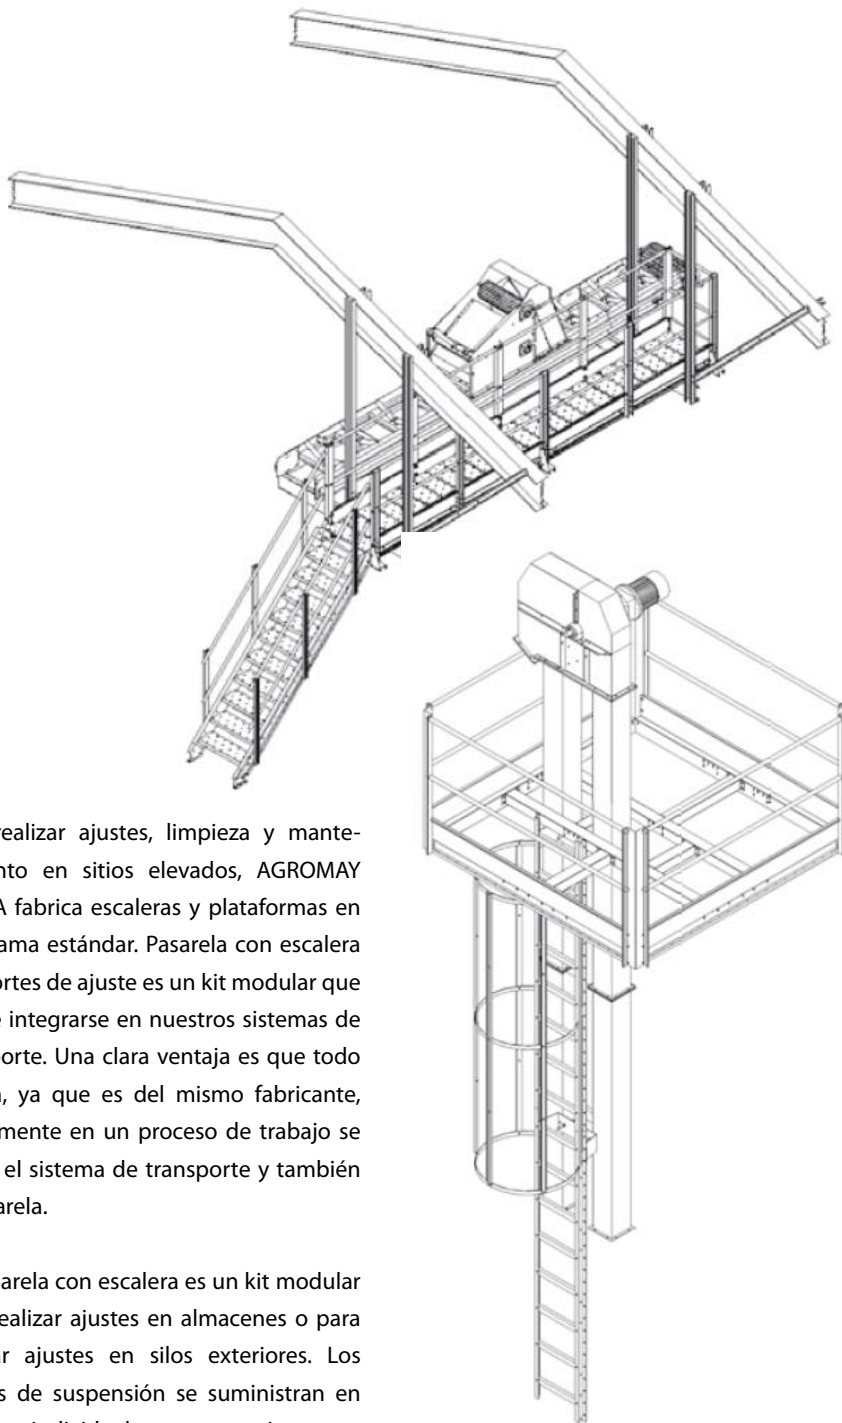 realizar ajustes, limpieza y mante-
nto en sitios elevados, AGROMAY
A fabrica escaleras y plataformas en
ama estándar. Pasarela con escalera
ortes de ajuste es un kit modular que
e integrarse en nuestros sistemas de
porte. Una clara ventaja es que todo
ya que es del mismo fabricante,
mente en un proceso de trabajo se
el sistema de transporte y también
arela.
sarela con escalera es un kit modular
realizar ajustes en almacenes o para
ar ajustes en silos exteriores. Los
s de suspensión se suministran en